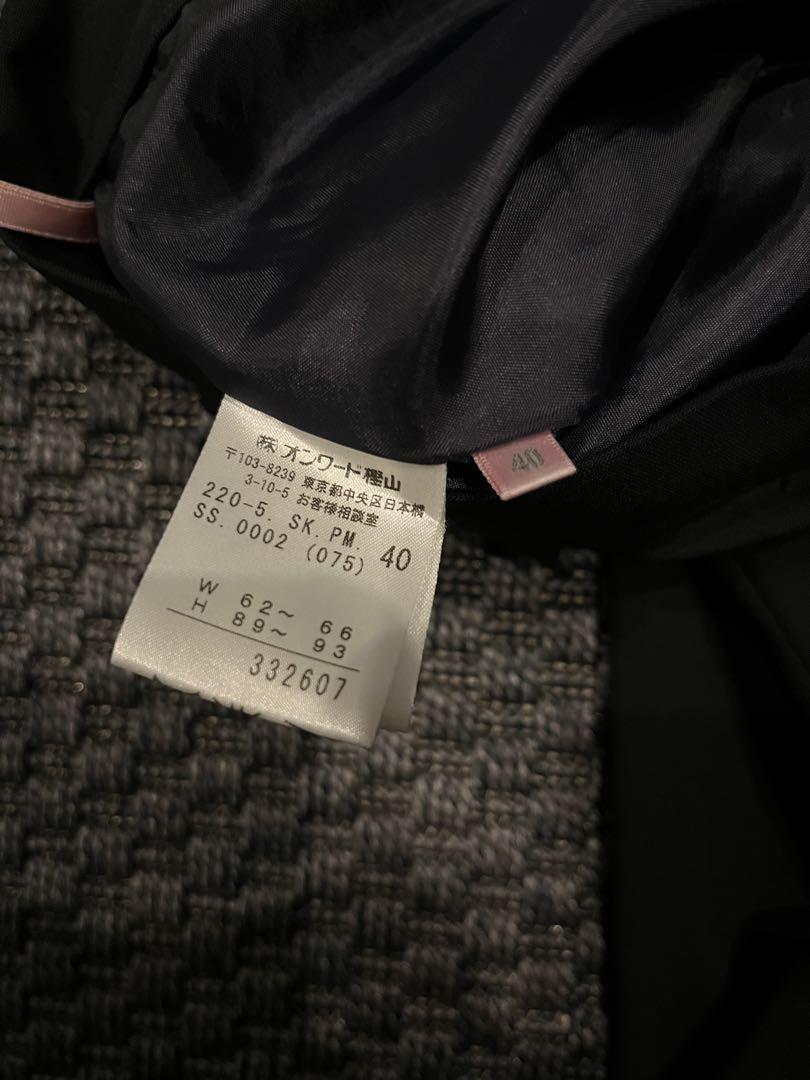 (株)オンワード樫山
〒103-8239 東京都中央区日本橋
3-10-5 お客様相談室
220-5. SK.PM.
SS.0002 (075) 40
W 62～ 66
H 89～ 93
332607
40